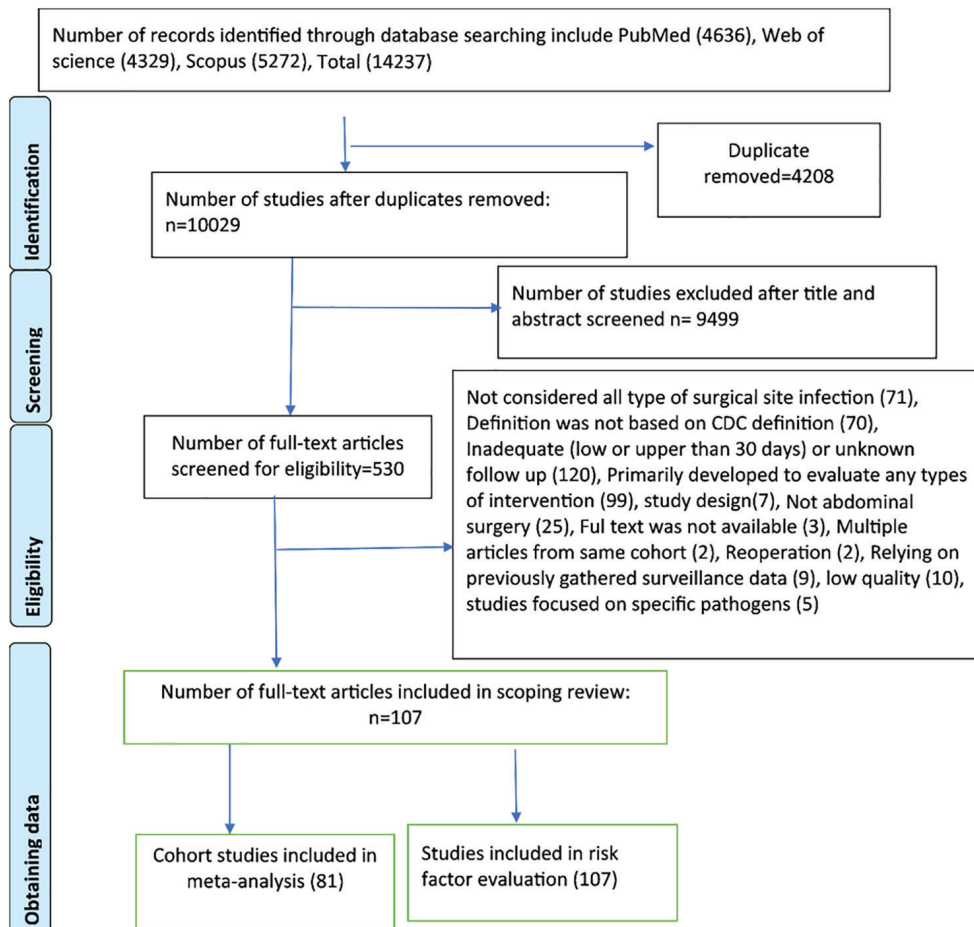 Number of records identified through database searching include PubMed (4636), Web of
science (4329), Scopus (5272), Total (14237)
Identification
Duplicate
removed=4208
Number of studies after duplicates removed:
n=10029
Screening
Number of studies excluded after title and
abstract screened n= 9499
Eligibility
Number of full-text articles
screened for eligibility=530
Not considered all type of surgical site infection (71),
Definition was not based on CDC definition (70),
Inadequate (low or upper than 30 days) or unknown
follow up (120), Primarily developed to evaluate any types
of intervention (99), study design(7), Not abdominal
surgery (25), Ful text was not available (3), Multiple
articles from same cohort (2), Reoperation (2), Relying on
previously gathered surveillance data (9), low quality (10),
studies focused on specific pathogens (5)
Obtaining data
Number of full-text articles included in scoping review:
n=107
Cohort studies included in
meta-analysis (81)
Studies included in risk
factor evaluation (107)